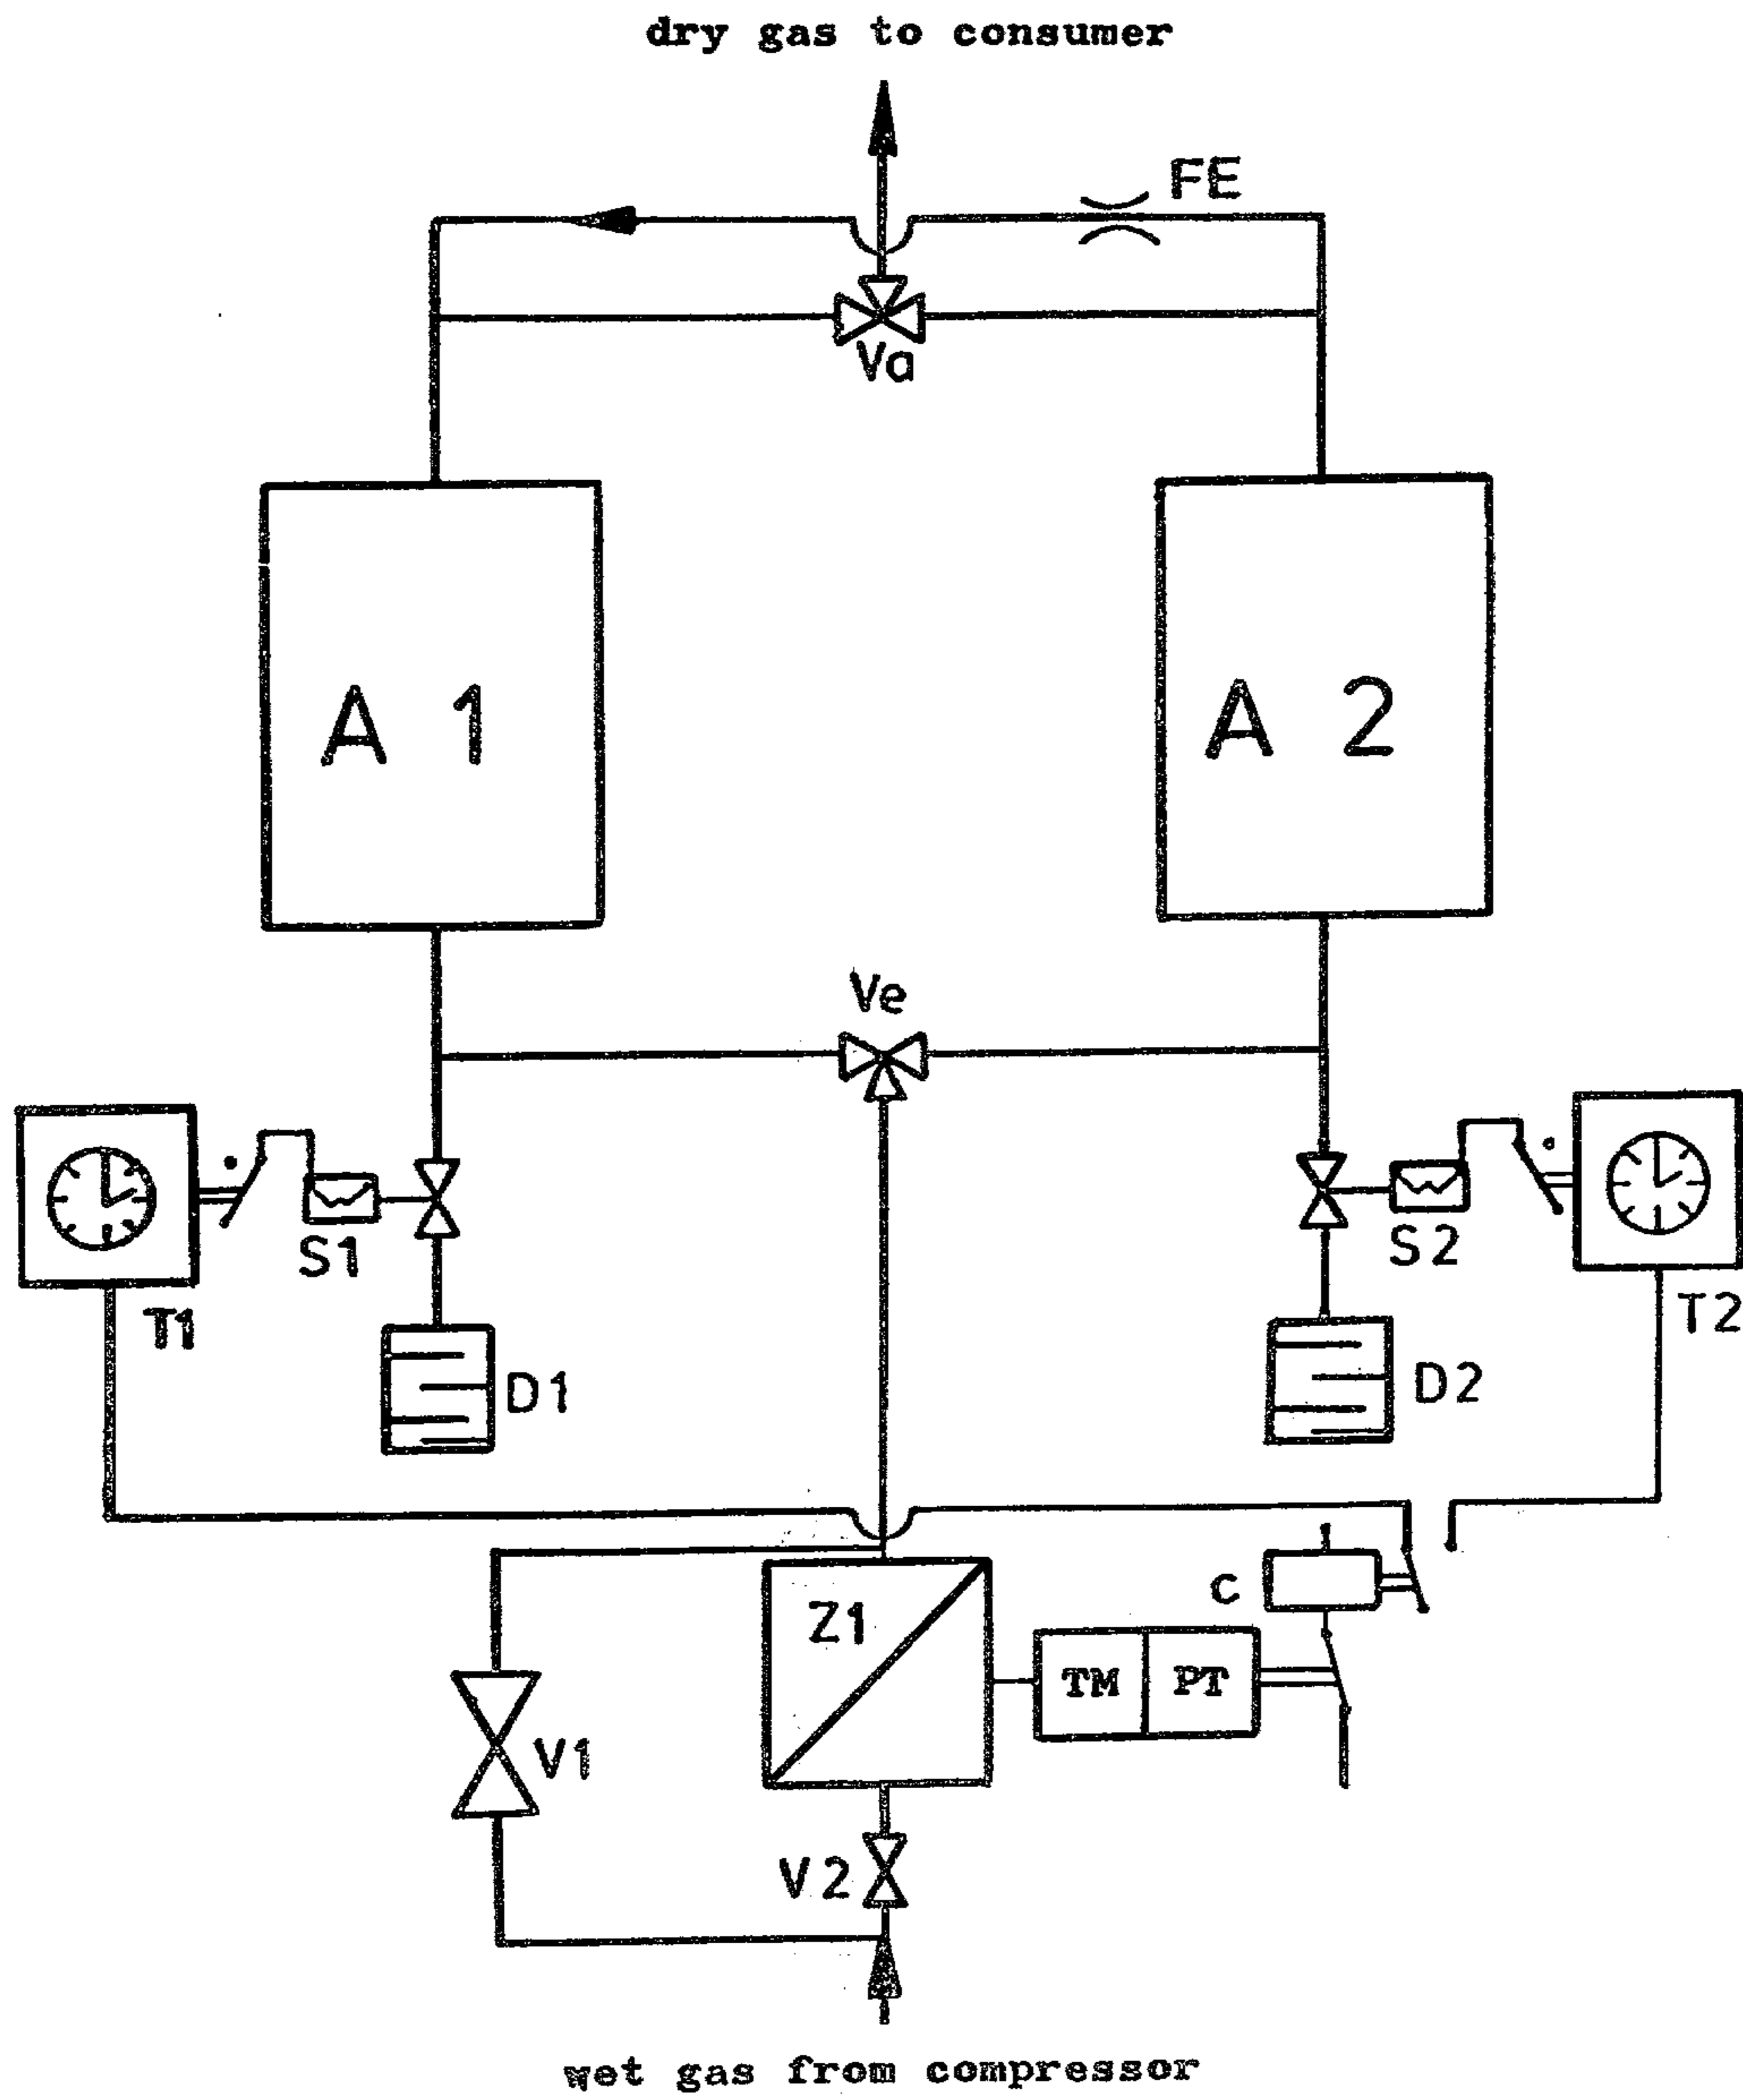 dry gas to consumer
FE
Va
A 1
A 2
Ve
S1
S2
T1
T2
D1
D2
Z1
C
TM PT
V1
V2
wet gas from compressor